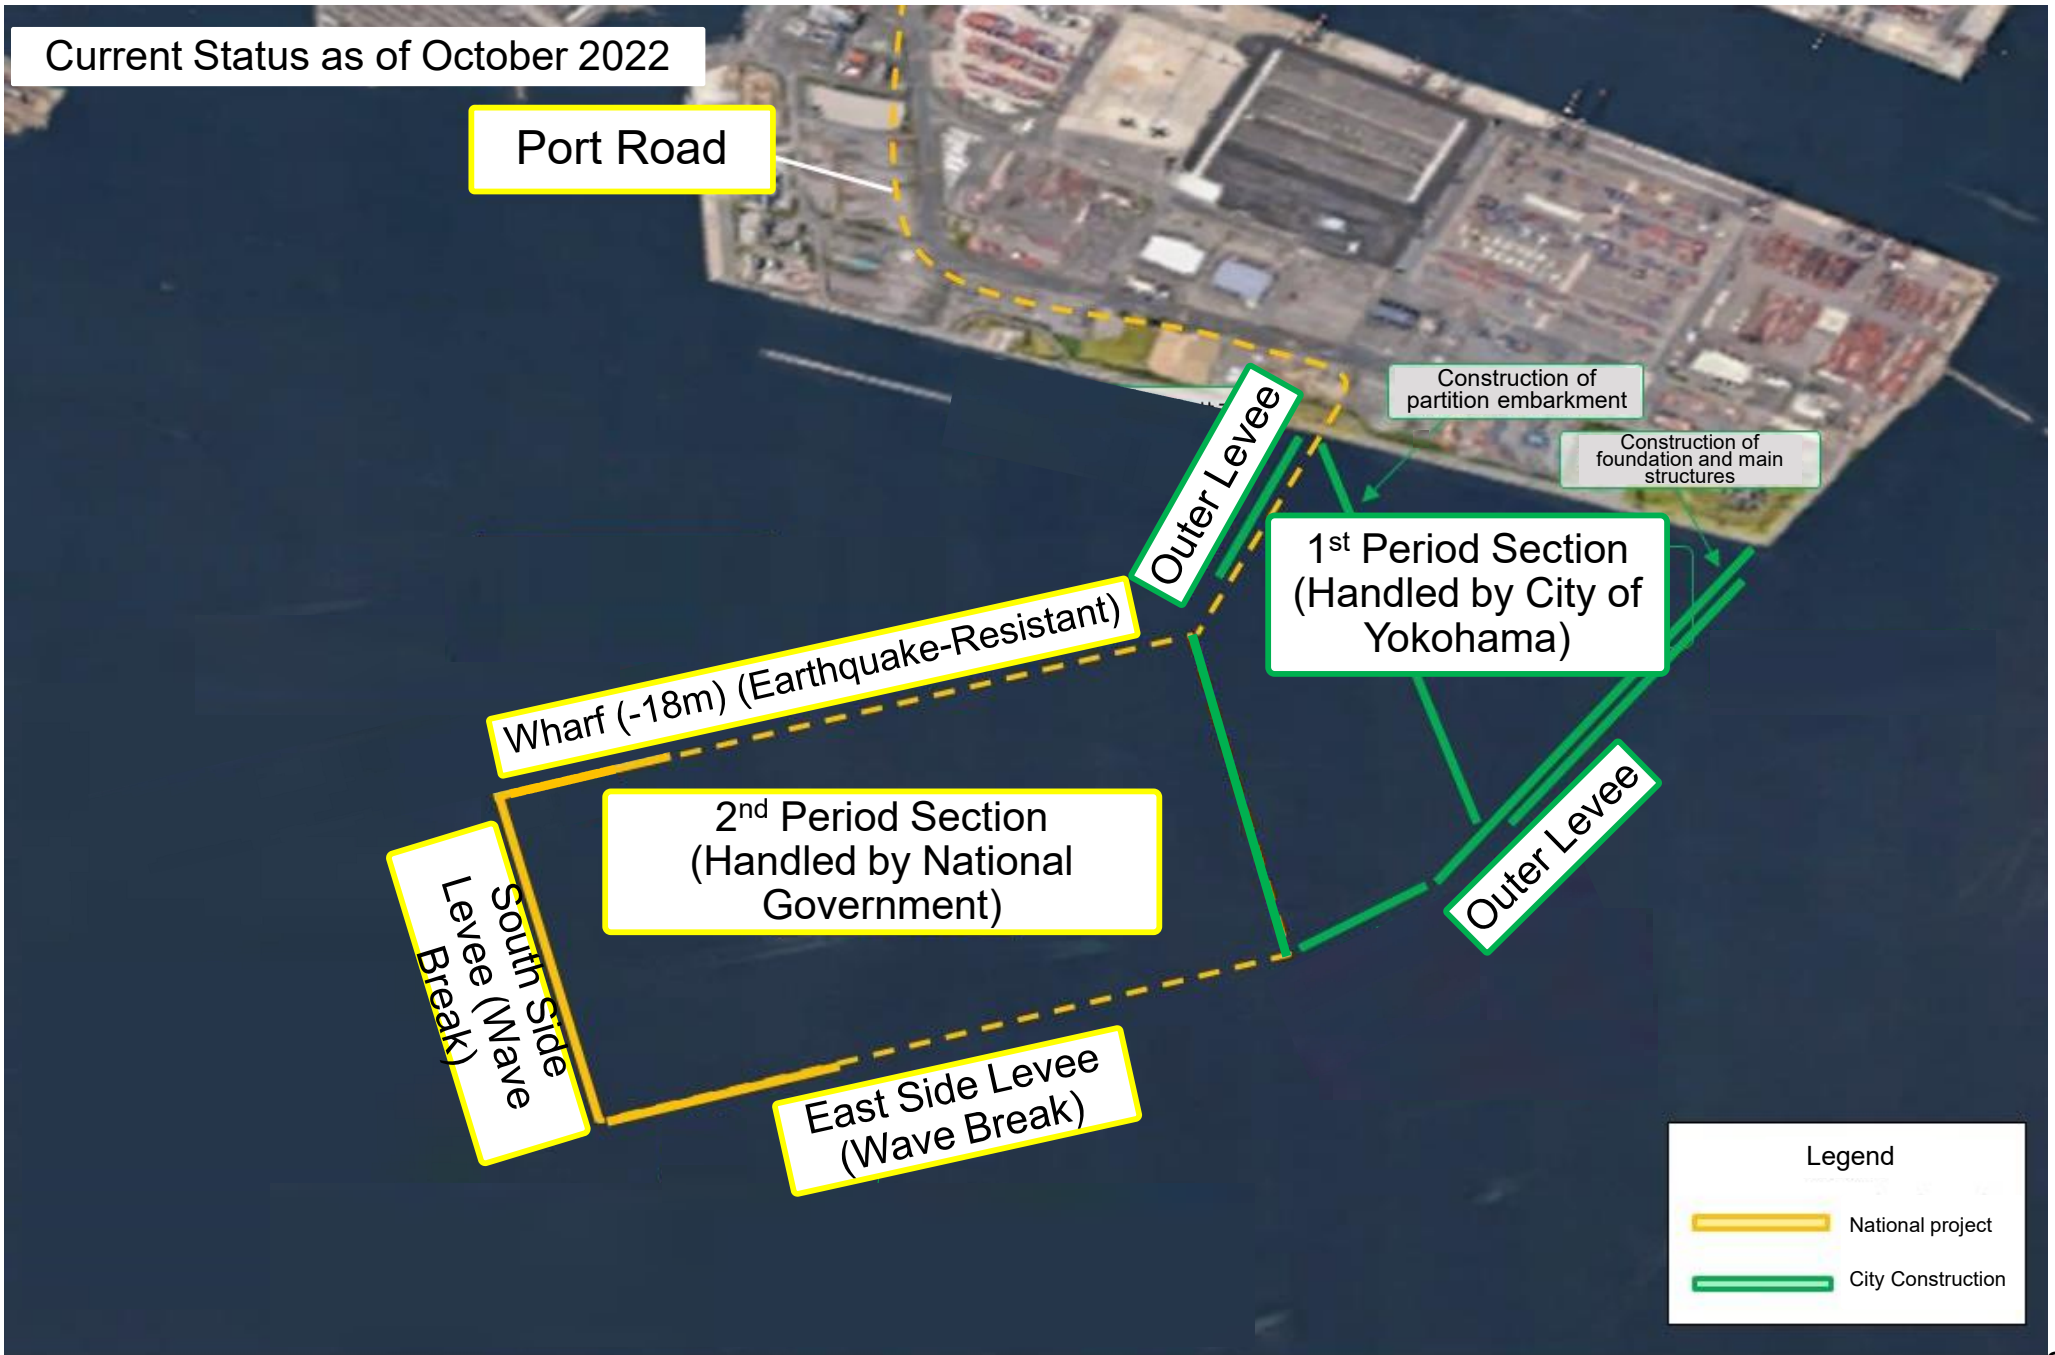 Current Status as of October 2022
Port Road
Construction of
partition embarkment
Construction of
foundation and main
structures
Outer Levee
1st Period Section
(Handled by City of
Yokohama)
Wharf (-18m) (Earthquake-Resistant)
2nd Period Section
(Handled by National
Government)
South Side
Levee (Wave
Break)
Outer Levee
East Side Levee
(Wave Break)
Legend
National project
City Construction